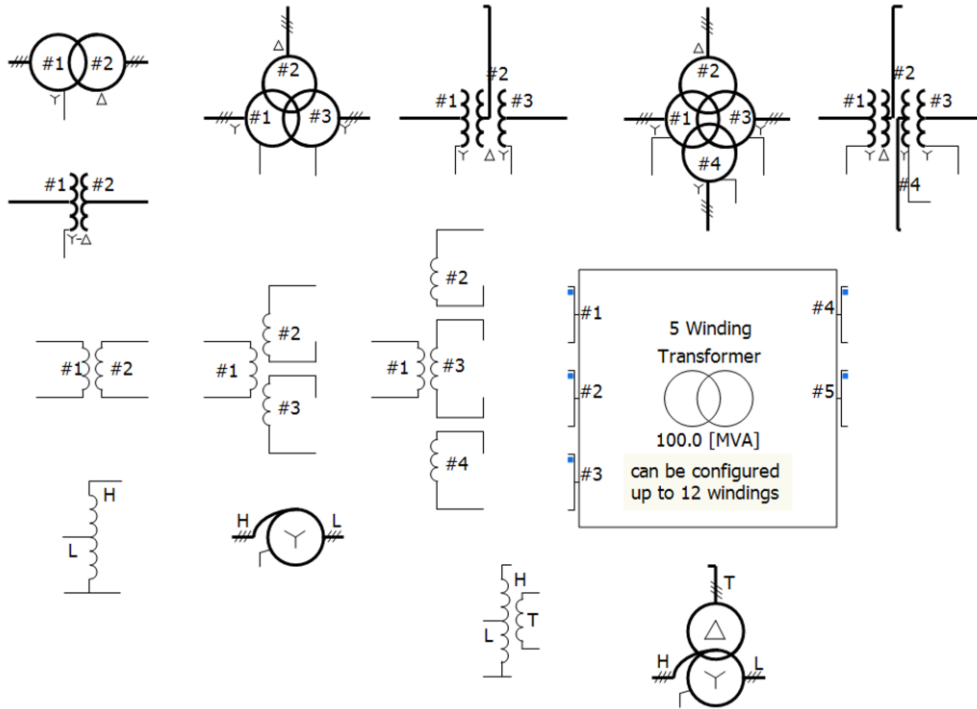 #1 #2
#2
#1 #3
#2
#1 #3
#2
#1 #3
#4
#2
#1 #3
#4
#1 #2
Y-Δ
#1 #2
#2
#1
#3
#2
#1 #3
#4
#1
#2
#3
#4
#5
5 Winding
Transformer
100.0 [MVA]
can be configured
up to 12 windings
H
L
H L
H
L T
T
H L